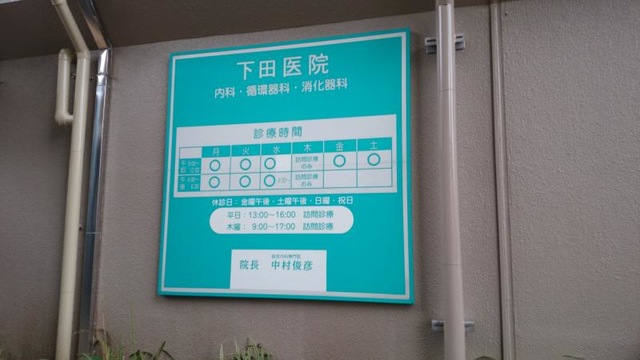 下田医院
内科・循環器科・消化器科
診療時間
月 火 水 木 金 土
午前 ○ ○ ○ 訪問診療のみ ○ ○
午後 ○ ○ ○ 訪問診療のみ
休診日：金曜午後・土曜午後・日曜・祝日
平日：13:00～16:00 訪問診療
木曜： 9:00～17:00 訪問診療
院長 中村俊彦